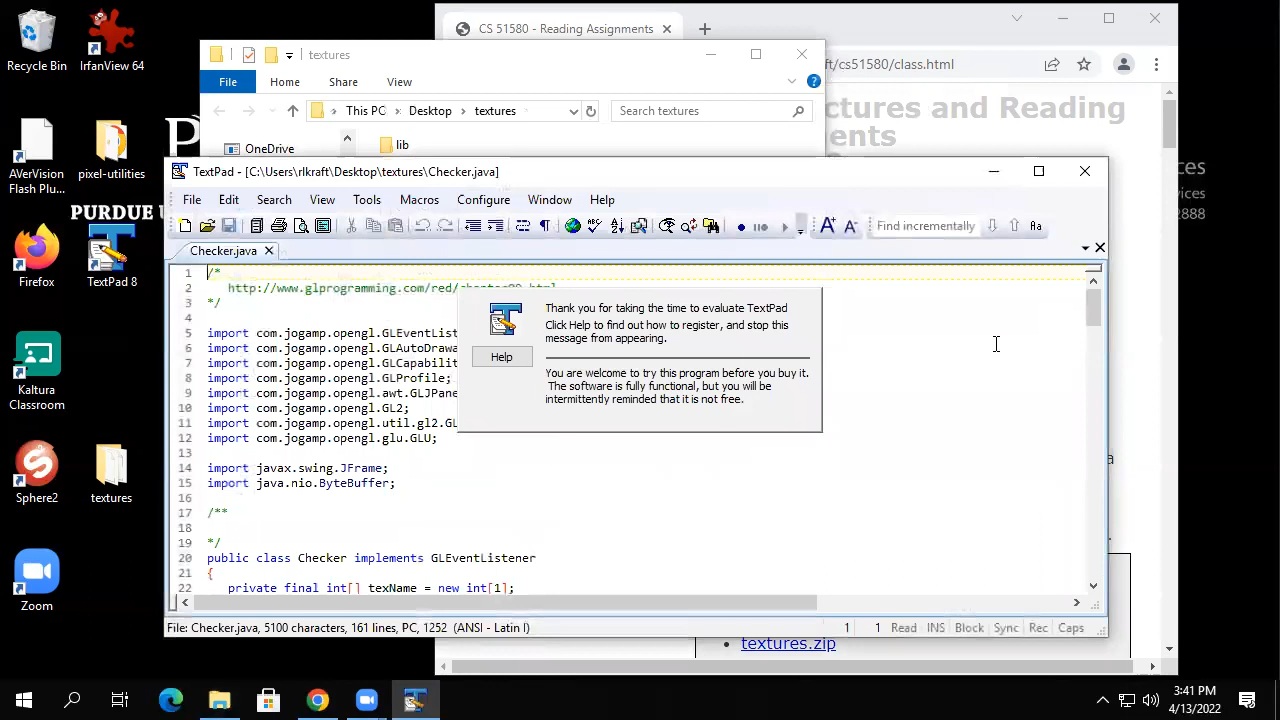 CS 51580 - Reading Assignments
ft/cs51580/class.html
ctures and Reading
ents
Recycle Bin
IrfanView 64
AVerVision
Flash Plu...
pixel-utilities
PURDUE U
Firefox
TextPad 8
Kaltura
Classroom
Sphere2
textures
Zoom
textures
File
Home
Share
View
This PC
Desktop
textures
Search textures
OneDrive
lib
ces
vices
2888
TextPad - [C:\Users\rlkraft\Desktop\textures\Checker.java]
File Edit Search View Tools Macros Configure Window Help
Find incrementally
Aa
Checker.java
1 /*
2 http://www.glprogramming.com/red/chapter09.html
3 */
4
5 import com.jogamp.opengl.GLEventList
6 import com.jogamp.opengl.GLAutoDrawa
7 import com.jogamp.opengl.GLCapabilit
8 import com.jogamp.opengl.GLProfile;
9 import com.jogamp.opengl.awt.GLJPane
10 import com.jogamp.opengl.GL2;
11 import com.jogamp.opengl.util.gl2.GL
12 import com.jogamp.opengl.glu.GLU;
13
14 import javax.swing.JFrame;
15 import java.nio.ByteBuffer;
16
17 /**
18
19 */
20 public class Checker implements GLEventListener
21 {
22 private final int[] texName = new int[1];
Thank you for taking the time to evaluate TextPad
Click Help to find out how to register, and stop this
message from appearing.
Help
You are welcome to try this program before you buy it.
The software is fully functional, but you will be
intermittently reminded that it is not free.
a
File: Checker.java, 5100 characters, 161 lines, PC, 1252 (ANSI - Latin I)
1 1 Read INS Block Sync Rec Caps
textures.zip
3:41 PM
4/13/2022